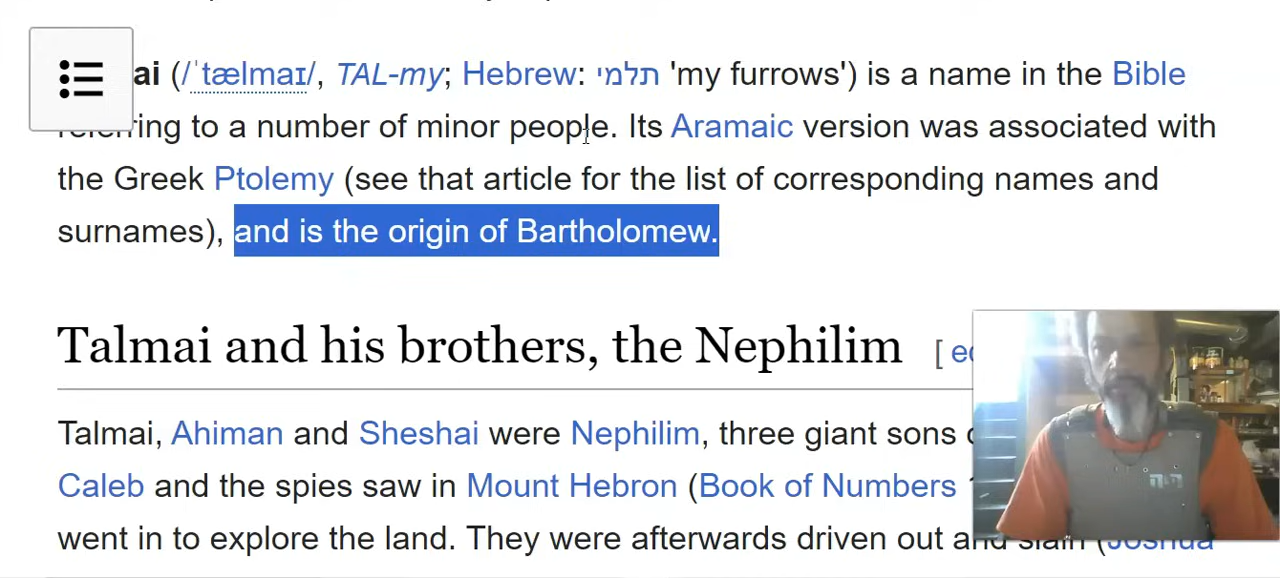 ai (/ˈtælmaɪ/, TAL-my; Hebrew: תלמי 'my furrows') is a name in the Bible
referring to a number of minor people. Its Aramaic version was associated with
the Greek Ptolemy (see that article for the list of corresponding names and
surnames), and is the origin of Bartholomew.
Talmai and his brothers, the Nephilim [ ed
Talmai, Ahiman and Sheshai were Nephilim, three giant sons
Caleb and the spies saw in Mount Hebron (Book of Numbers
went in to explore the land. They were afterwards driven out and slain (Joshua